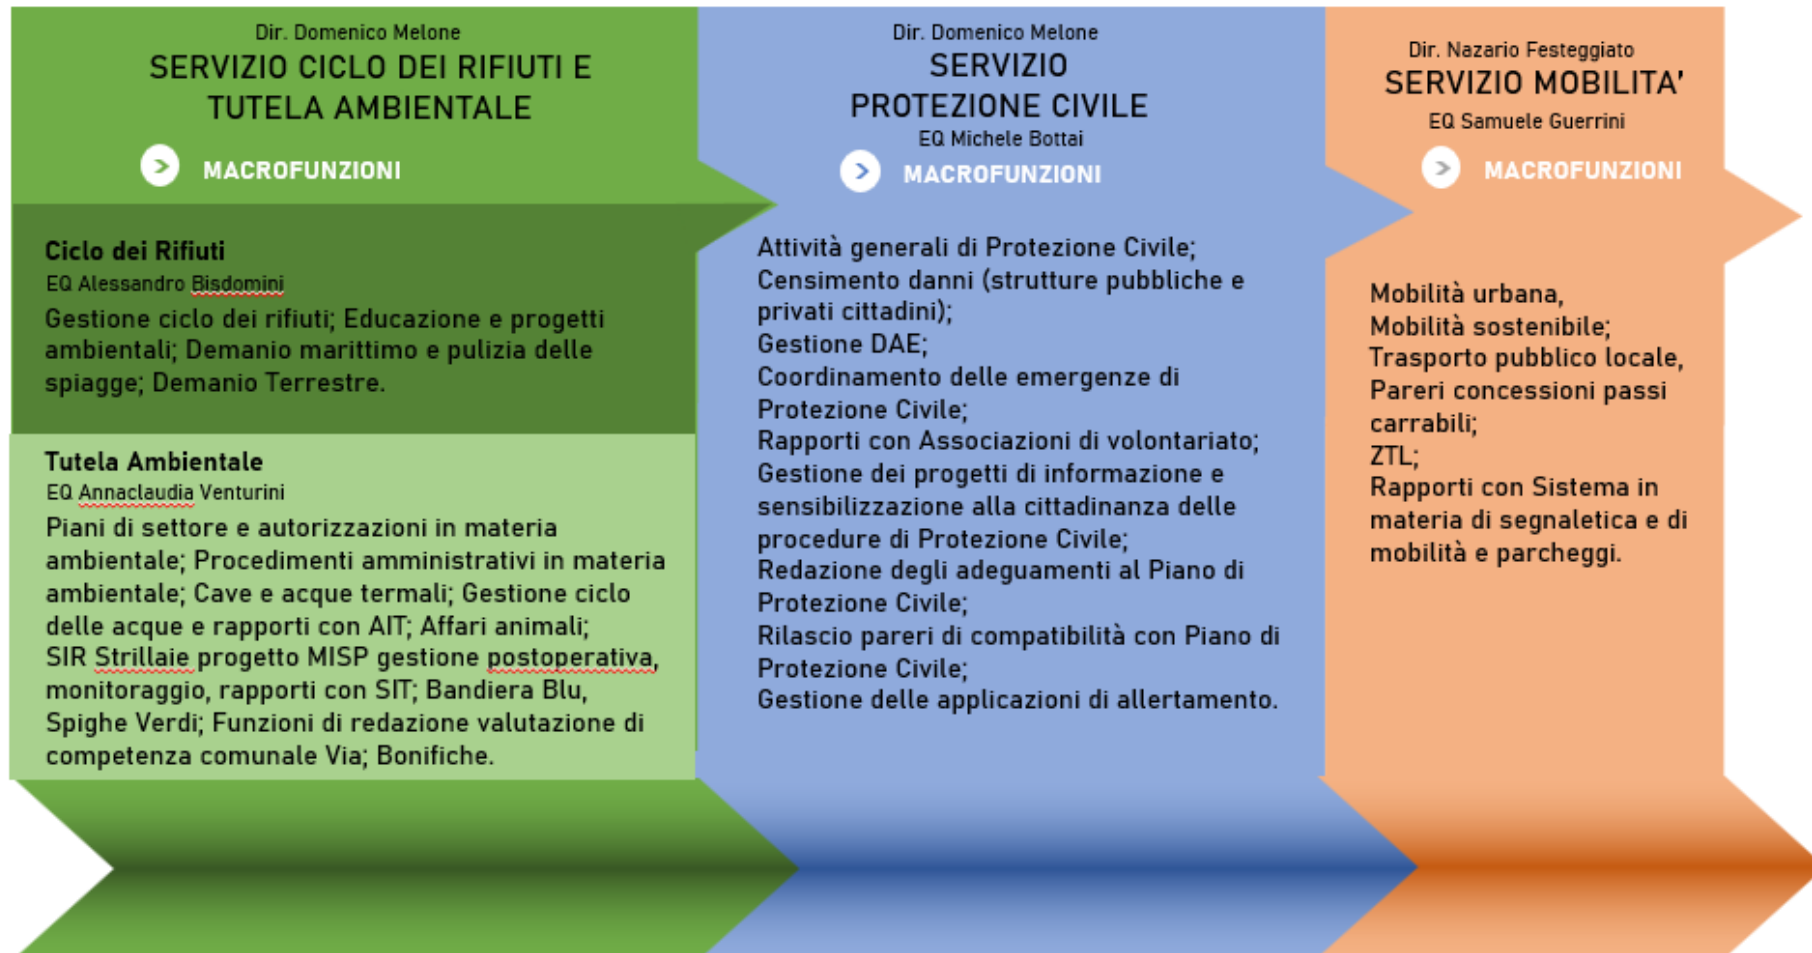 Dir. Domenico Melone
SERVIZIO CICLO DEI RIFIUTI E
TUTELA AMBIENTALE
MACROFUNZIONI
Ciclo dei Rifiuti
EQ Alessandro Bisdomini
Gestione ciclo dei rifiuti; Educazione e progetti
ambientali; Demanio marittimo e pulizia delle
spiagge; Demanio Terrestre.
Tutela Ambientale
EQ Annaclaudia Venturini
Piani di settore e autorizzazioni in materia
ambientale; Procedimenti amministrativi in materia
ambientale; Cave e acque termali; Gestione ciclo
delle acque e rapporti con AIT; Affari animali;
SIR Strillaie progetto MISP gestione postoperativa,
monitoraggio, rapporti con SIT; Bandiera Blu,
Spighe Verdi; Funzioni di redazione valutazione di
competenza comunale Via; Bonifiche.
Dir. Domenico Melone
SERVIZIO
PROTEZIONE CIVILE
EQ Michele Bottai
MACROFUNZIONI
Attività generali di Protezione Civile;
Censimento danni (strutture pubbliche e
privati cittadini);
Gestione DAE;
Coordinamento delle emergenze di
Protezione Civile;
Rapporti con Associazioni di volontariato;
Gestione dei progetti di informazione e
sensibilizzazione alla cittadinanza delle
procedure di Protezione Civile;
Redazione degli adeguamenti al Piano di
Protezione Civile;
Rilascio pareri di compatibilità con Piano di
Protezione Civile;
Gestione delle applicazioni di allertamento.
Dir. Nazario Festeggiato
SERVIZIO MOBILITA'
EQ Samuele Guerrini
MACROFUNZIONI
Mobilità urbana,
Mobilità sostenibile;
Trasporto pubblico locale,
Pareri concessioni passi
carrabili;
ZTL;
Rapporti con Sistema in
materia di segnaletica e di
mobilità e parcheggi.